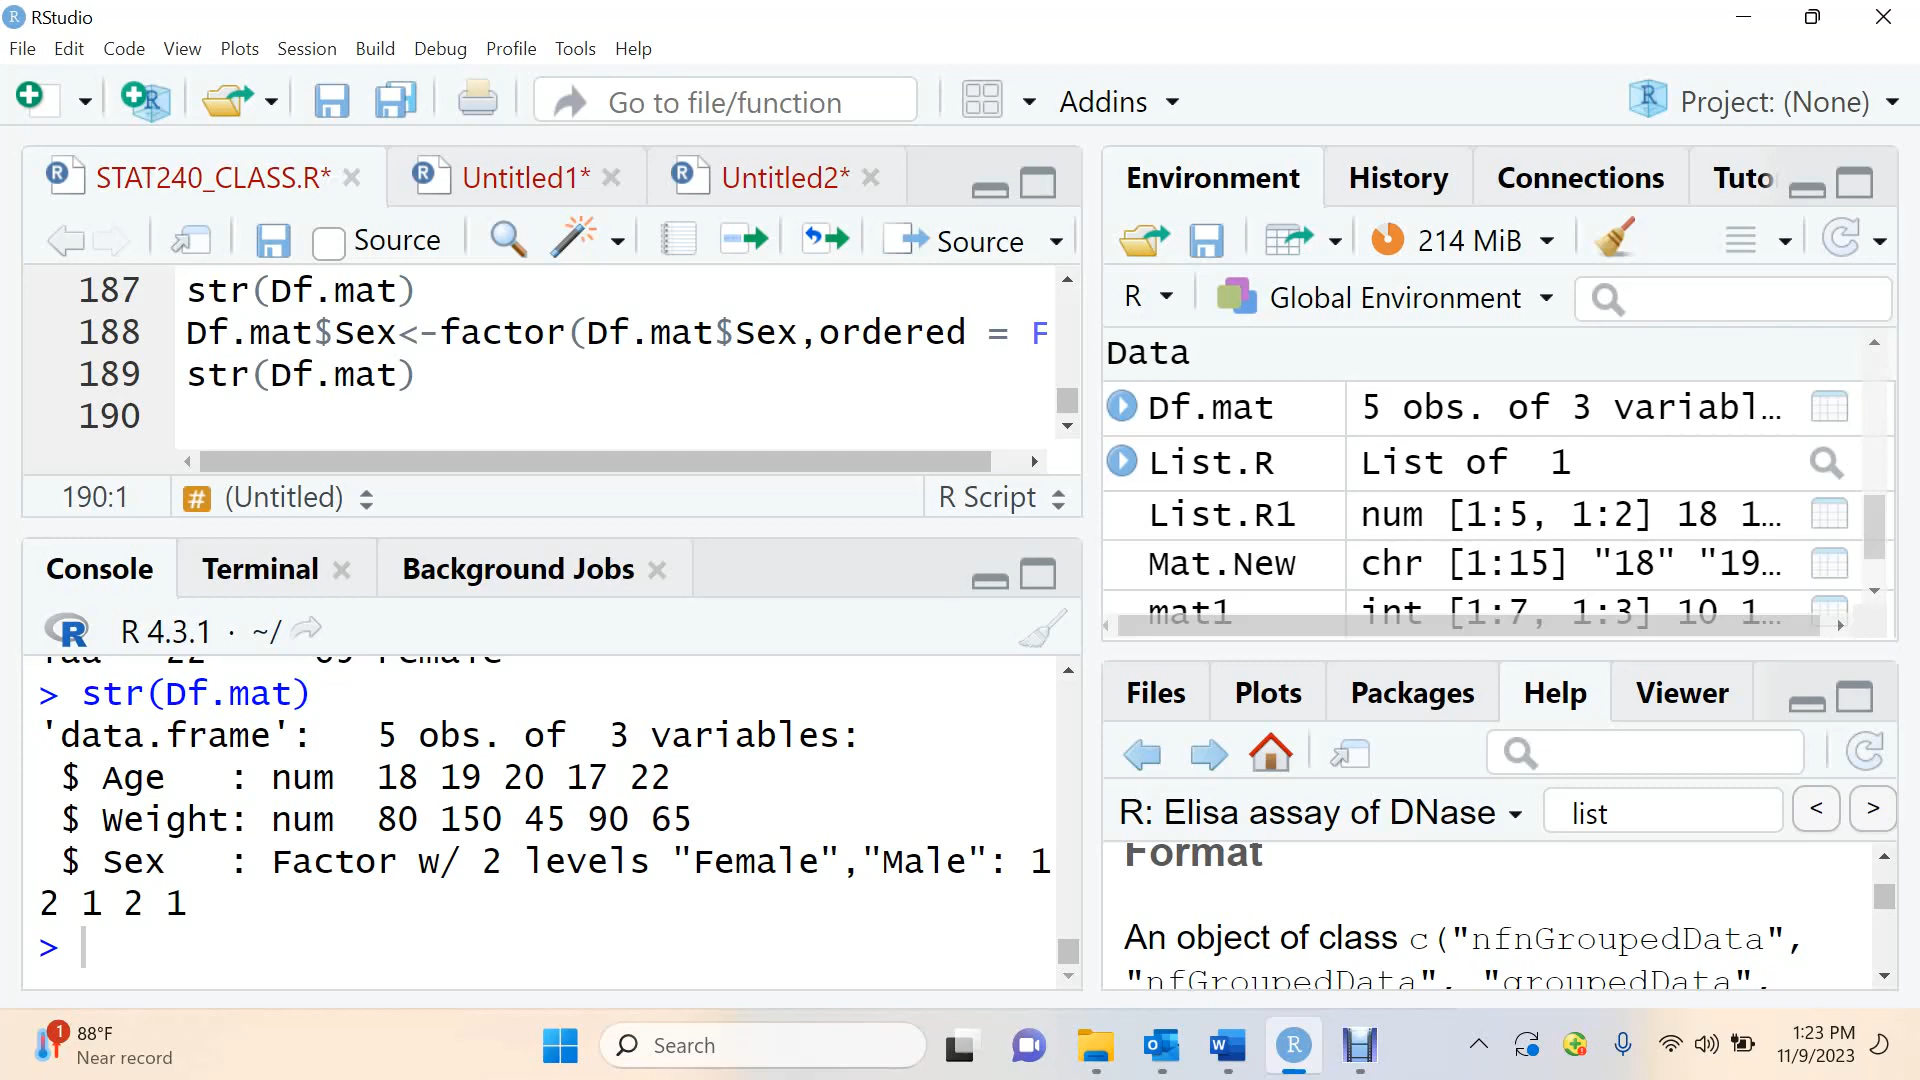 RStudio
File Edit Code View Plots Session Build Debug Profile Tools Help
Go to file/function Addins Project: (None)
STAT240_CLASS.R* Untitled1* Untitled2*
Source Source
187 str(Df.mat)
188 Df.mat$Sex<-factor(Df.mat$Sex,ordered = F
189 str(Df.mat)
190
190:1 # (Untitled) R Script
Console Terminal Background Jobs
R 4.3.1 · ~/
22 Female
> str(Df.mat)
'data.frame': 5 obs. of 3 variables:
$ Age : num 18 19 20 17 22
$ Weight: num 80 150 45 90 65
$ Sex : Factor w/ 2 levels "Female","Male": 1
2 1 2 1
>
Environment History Connections Tuto
214 MiB
R Global Environment
Data
Df.mat 5 obs. of 3 variabl...
List.R List of 1
List.R1 num [1:5, 1:2] 18 1...
Mat.New chr [1:15] "18" "19...
mat1 int [1:7, 1:3] 10 1...
Files Plots Packages Help Viewer
R: Elisa assay of DNase list < >
Format
An object of class c("nfnGroupedData",
"nfGroupedData", "groupedData",
1 88°F
Near record
Search
1:23 PM
11/9/2023